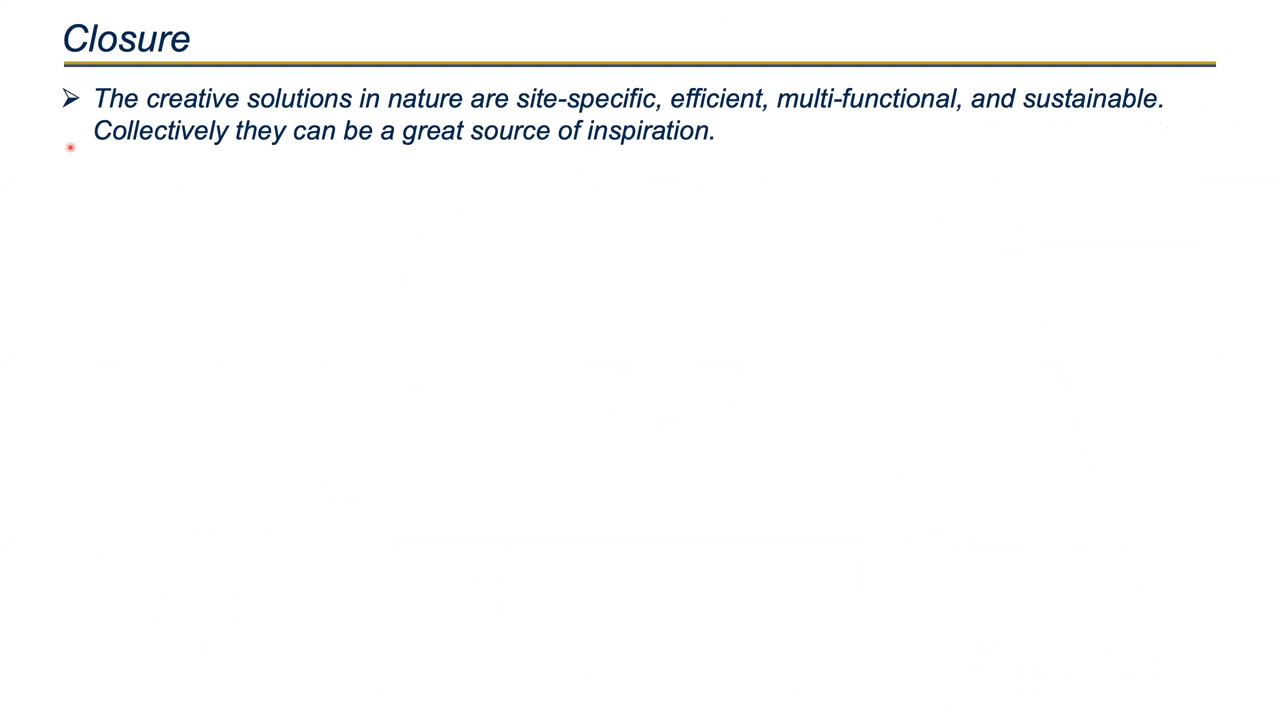 Closure
➢ The creative solutions in nature are site-specific, efficient, multi-functional, and sustainable.
Collectively they can be a great source of inspiration.